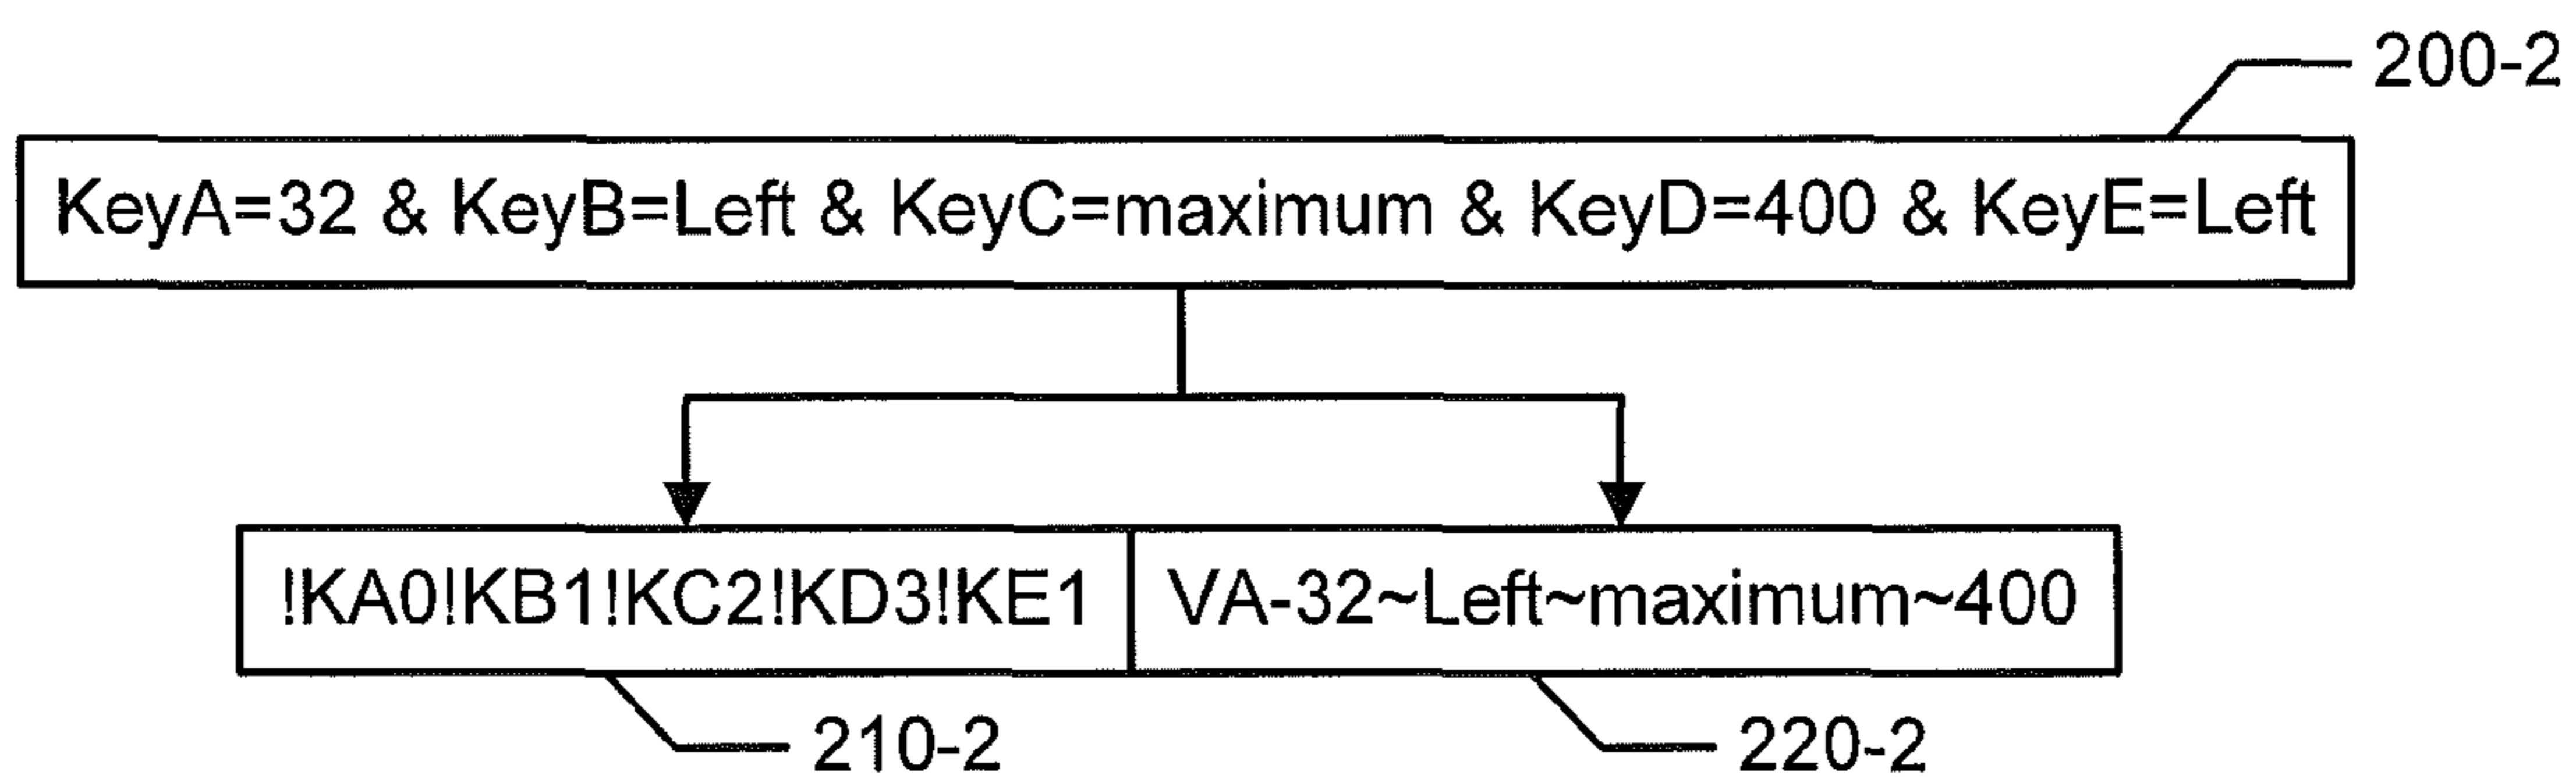 200-2
KeyA=32 & KeyB=Left & KeyC=maximum & KeyD=400 & KeyE=Left
!KA0!KB1!KC2!KD3!KE1 VA-32~Left~maximum~400
210-2 220-2